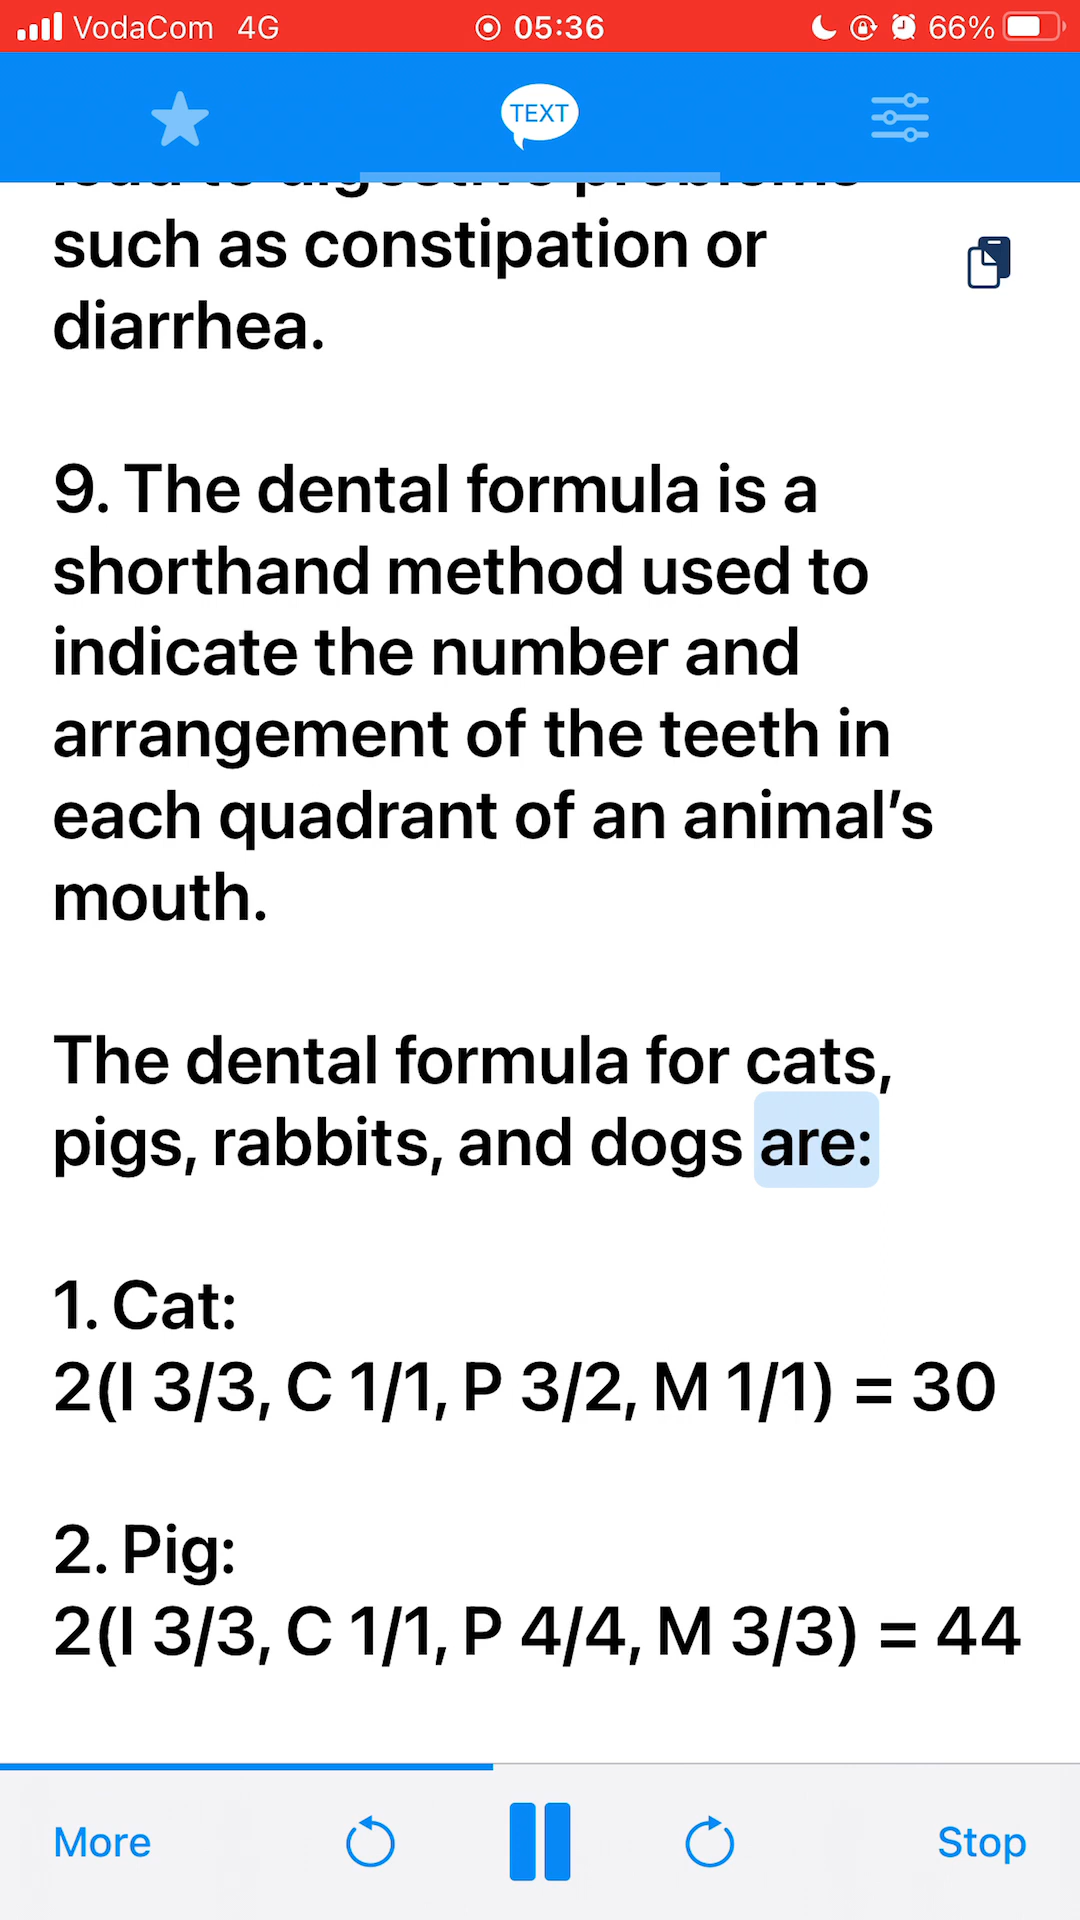 VodaCom 4G 05:36 66%
TEXT
such as constipation or
diarrhea.
9. The dental formula is a
shorthand method used to
indicate the number and
arrangement of the teeth in
each quadrant of an animal's
mouth.
The dental formula for cats,
pigs, rabbits, and dogs are:
1. Cat:
2(I 3/3, C 1/1, P 3/2, M 1/1) = 30
2. Pig:
2(I 3/3, C 1/1, P 4/4, M 3/3) = 44
More Stop